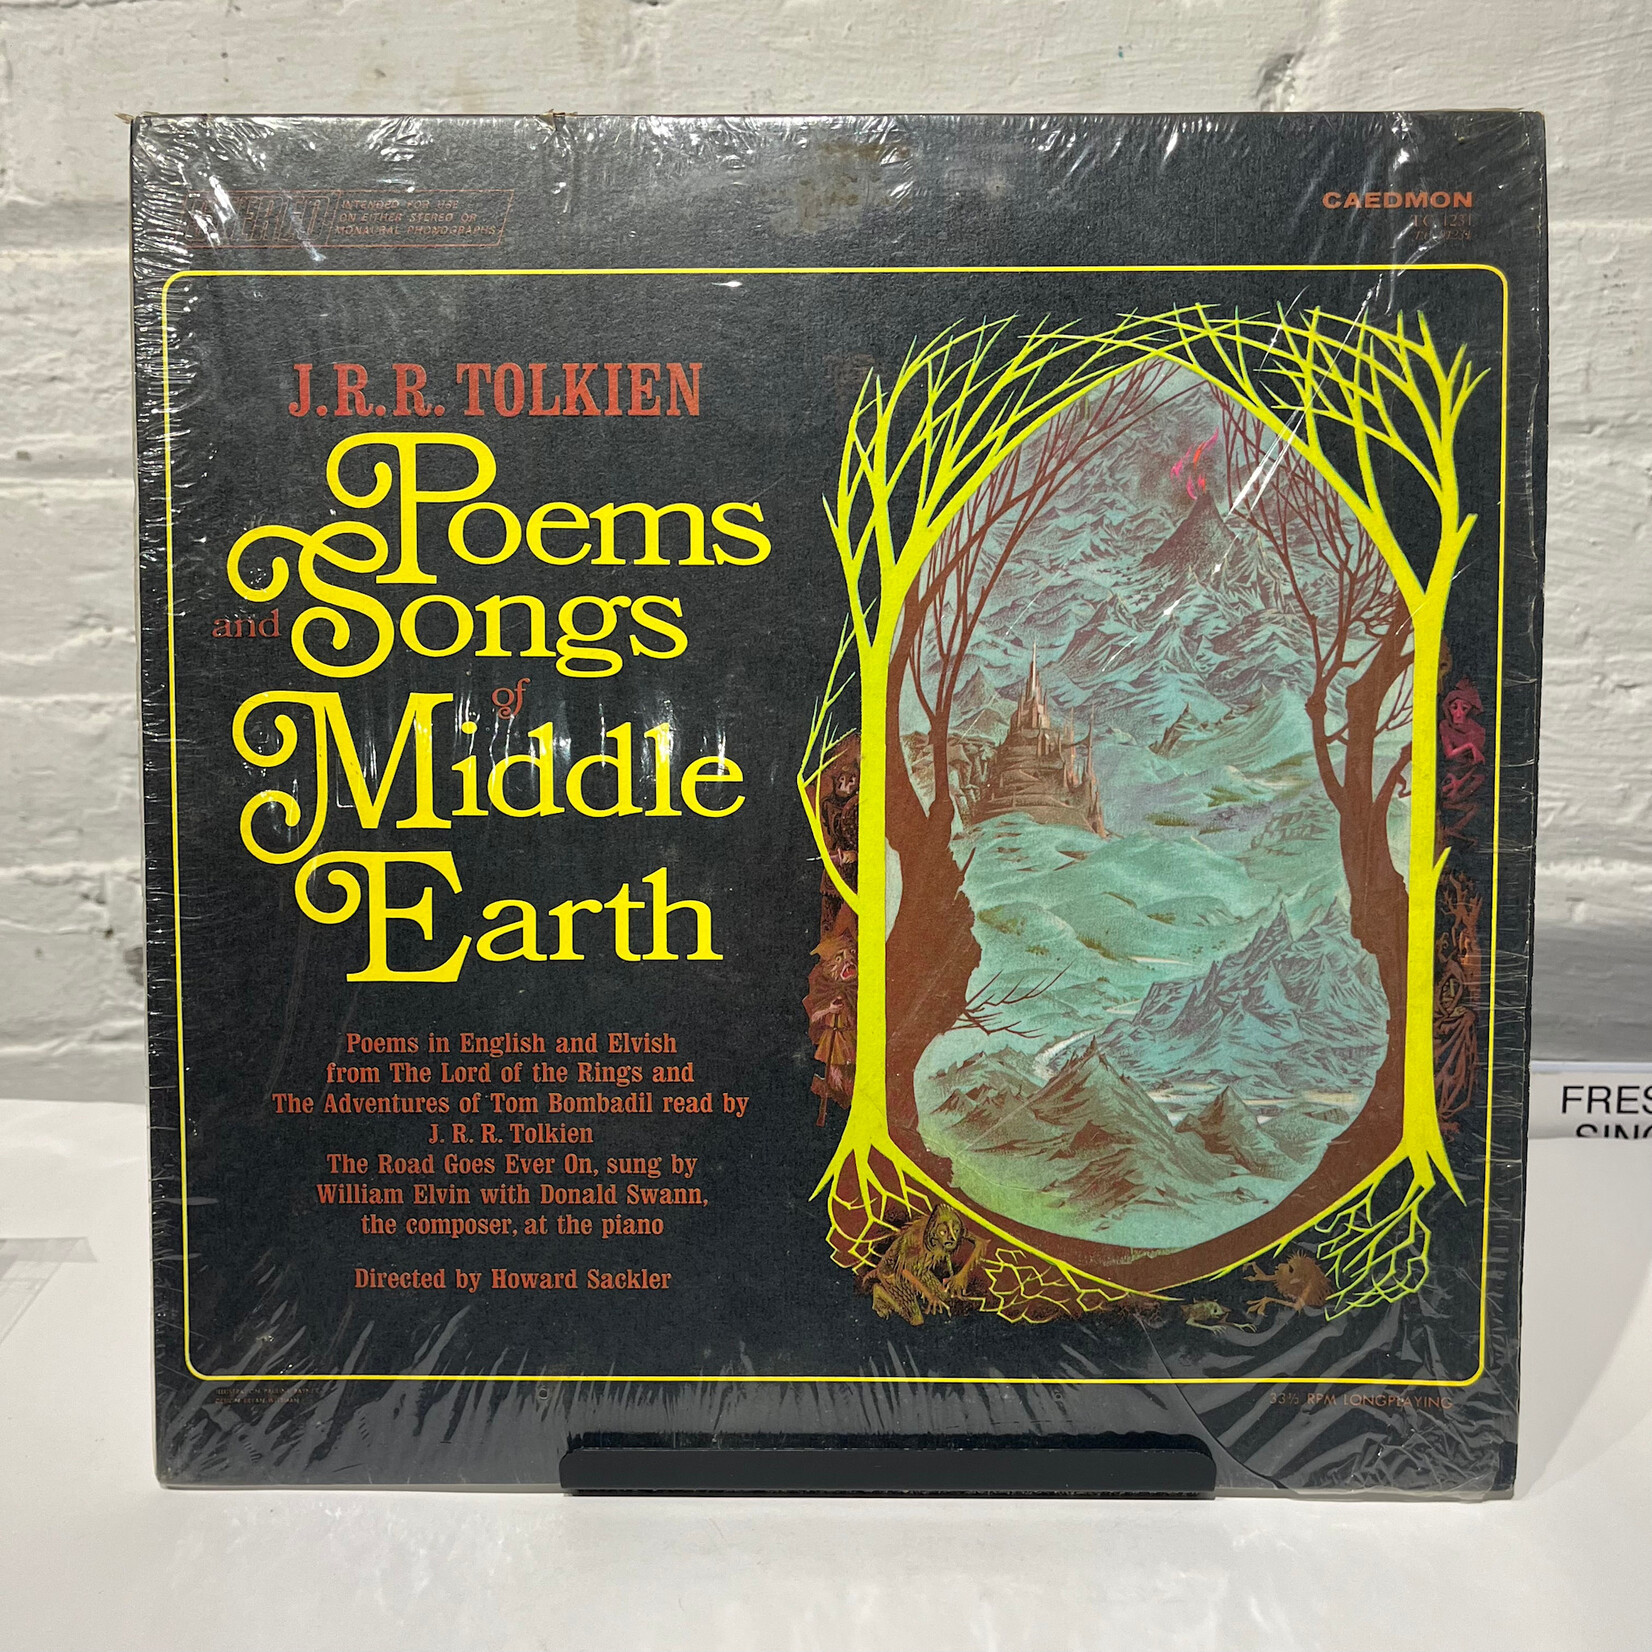 STEREO
INTENDED FOR USE
ON EITHER STEREO OR
MONAURAL PHONOGRAPHS
CAEDMON
TC 1231
J.R.R. TOLKIEN
Poems
and Songs
of
Middle
Earth
Poems in English and Elvish
from The Lord of the Rings and
The Adventures of Tom Bombadil read by
J. R. R. Tolkien
The Road Goes Ever On, sung by
William Elvin with Donald Swann,
the composer, at the piano
Directed by Howard Sackler
33⅓ RPM LONGPLAYING
FRES